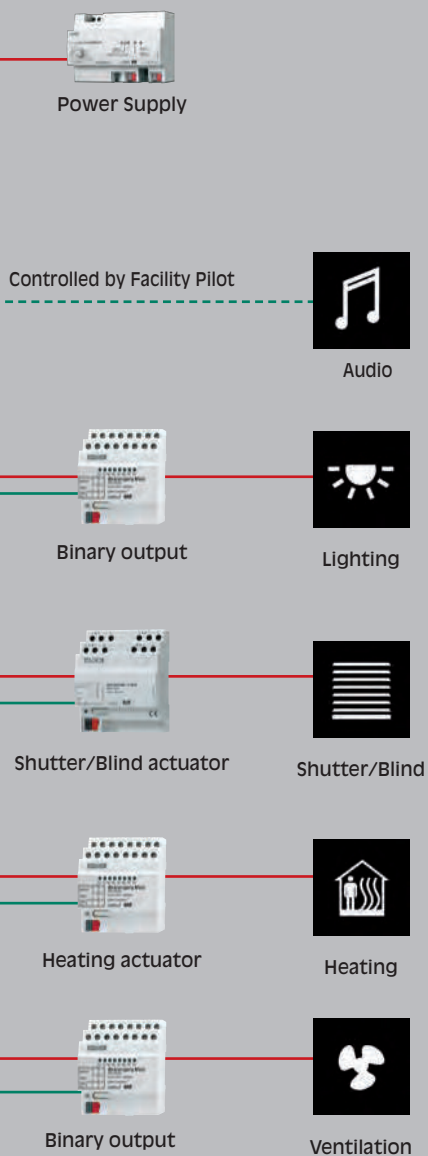 Power Supply
Controlled by Facility Pilot
Audio
Binary output
Lighting
Shutter/Blind actuator
Shutter/Blind
Heating actuator
Heating
Binary output
Ventilation